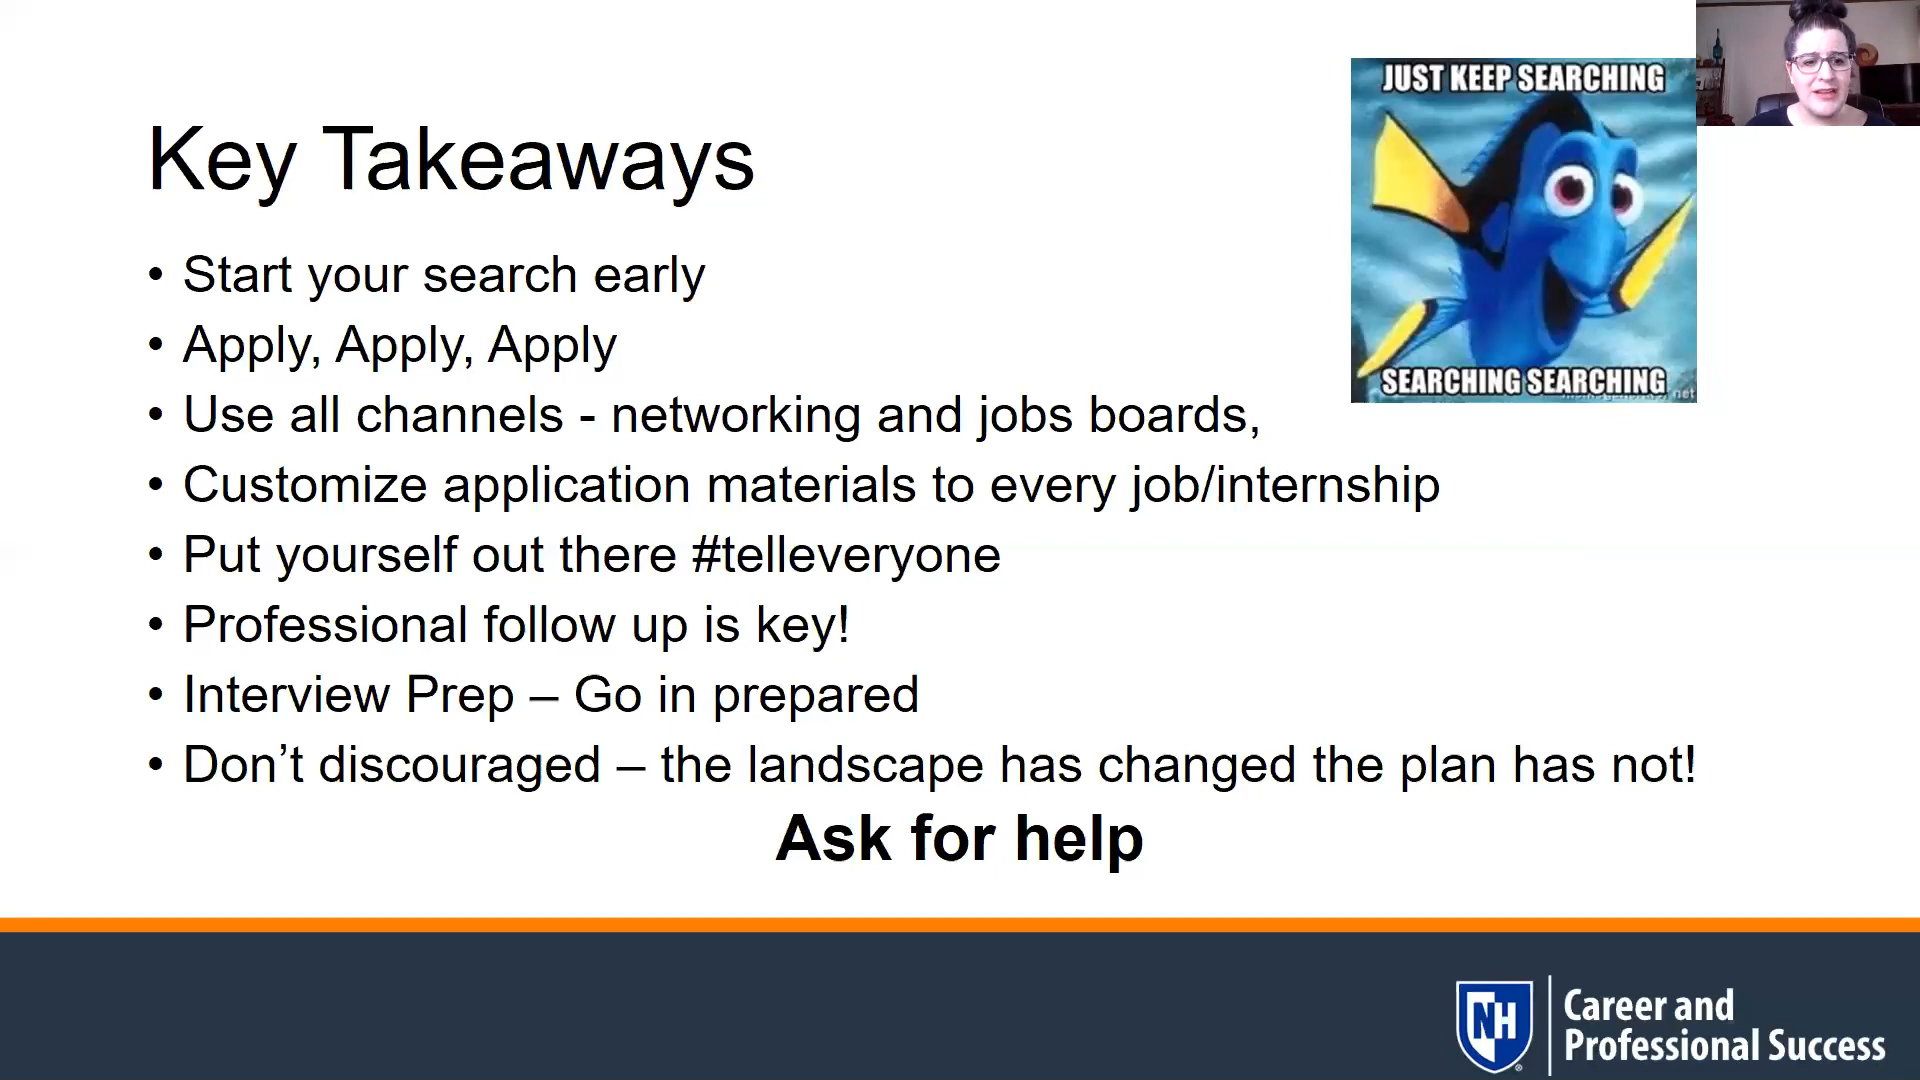 JUST KEEP SEARCHING
SEARCHING SEARCHING
net
Key Takeaways
• Start your search early
• Apply, Apply, Apply
• Use all channels - networking and jobs boards,
• Customize application materials to every job/internship
• Put yourself out there #telleveryone
• Professional follow up is key!
• Interview Prep – Go in prepared
• Don’t discouraged – the landscape has changed the plan has not!
Ask for help
NH
®
Career and
Professional Success